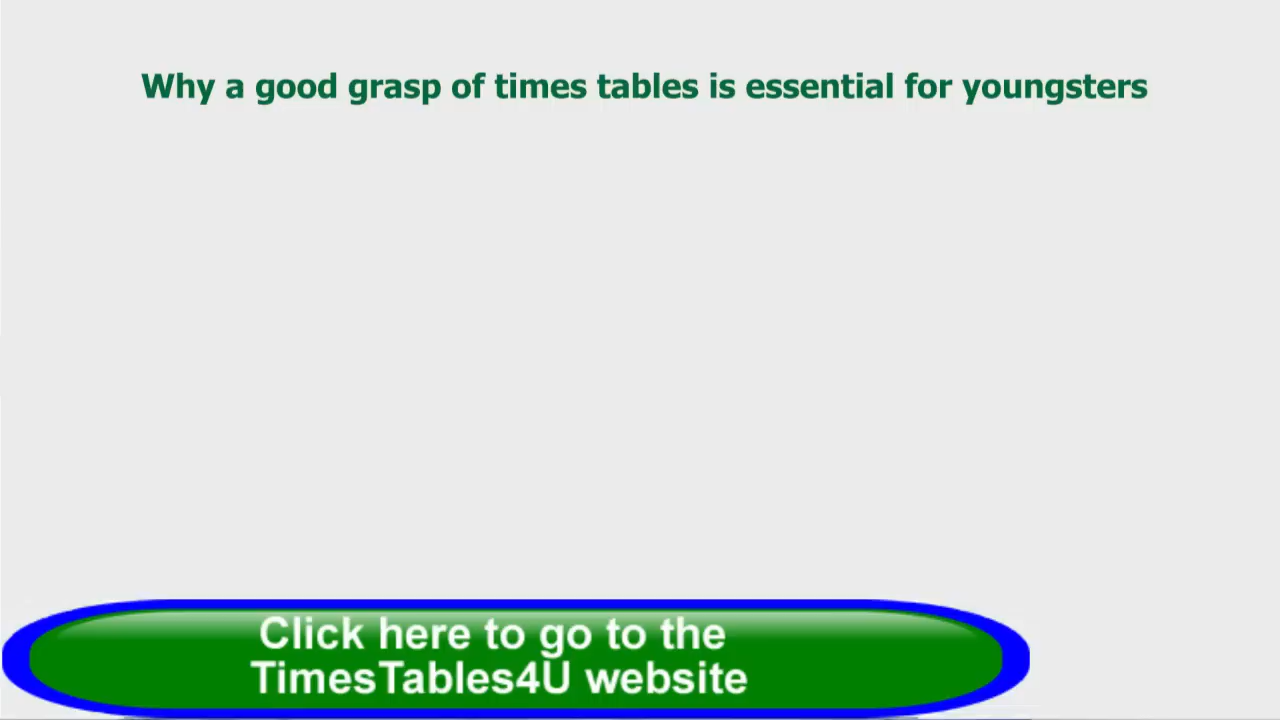 Why a good grasp of times tables is essential for youngsters
Click here to go to the
TimesTables4U website